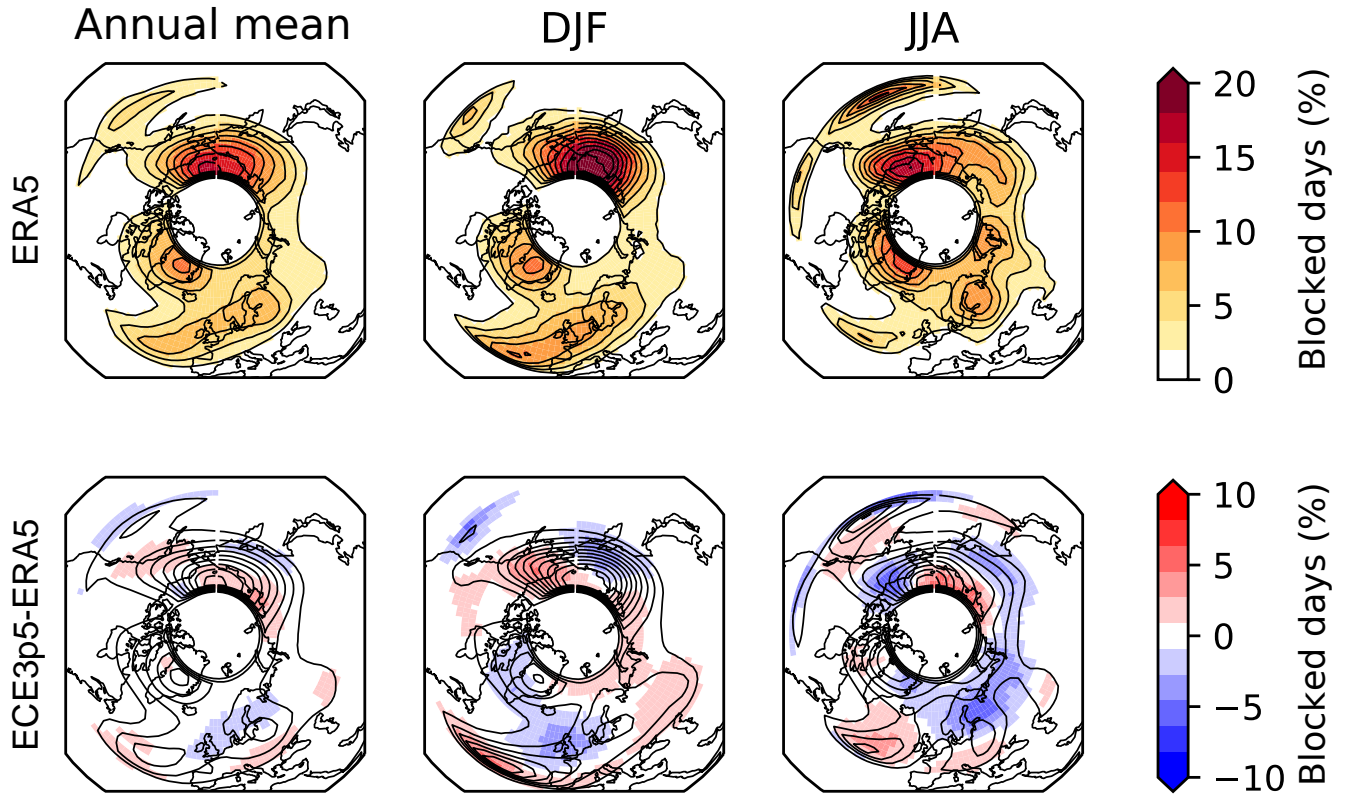 Annual mean
DJF
JJA
ERA5
20
15
10
5
0
Blocked days (%)
ECE3p5-ERA5
10
5
0
−5
−10
Blocked days (%)